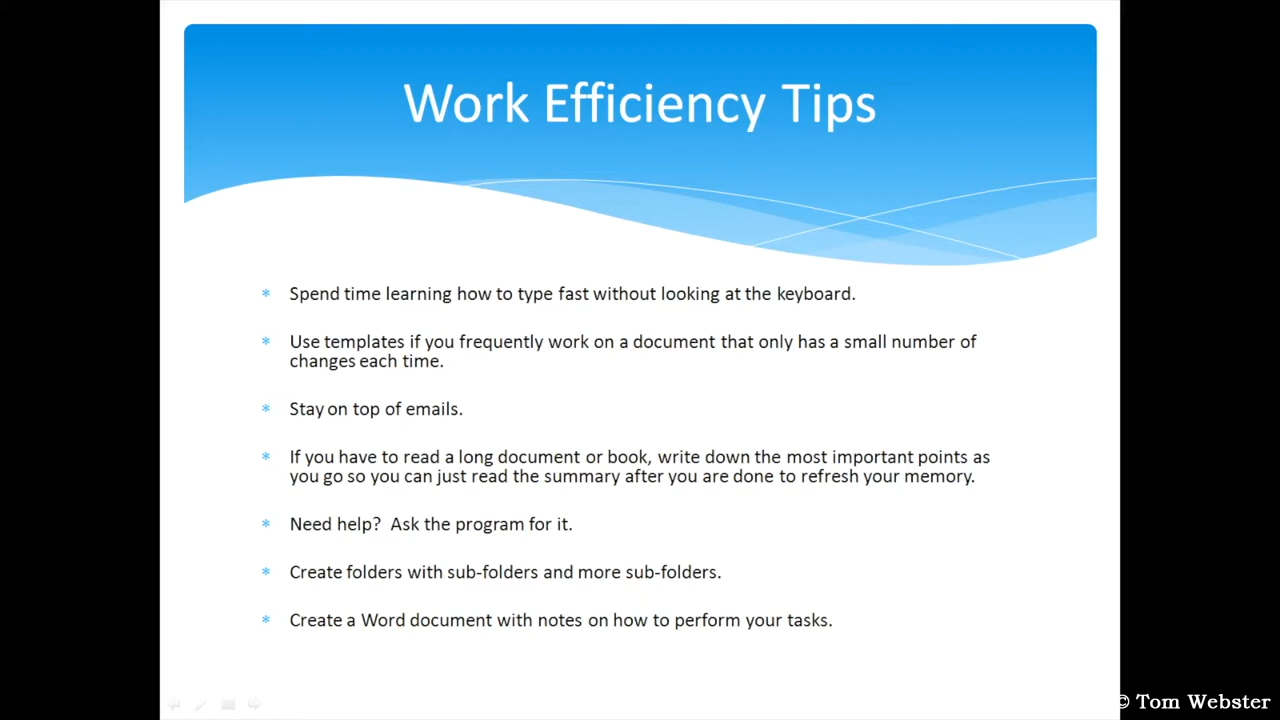 Work Efficiency Tips
* Spend time learning how to type fast without looking at the keyboard.
* Use templates if you frequently work on a document that only has a small number of
changes each time.
* Stay on top of emails.
* If you have to read a long document or book, write down the most important points as
you go so you can just read the summary after you are done to refresh your memory.
* Need help?  Ask the program for it.
* Create folders with sub-folders and more sub-folders.
* Create a Word document with notes on how to perform your tasks.
© Tom Webster